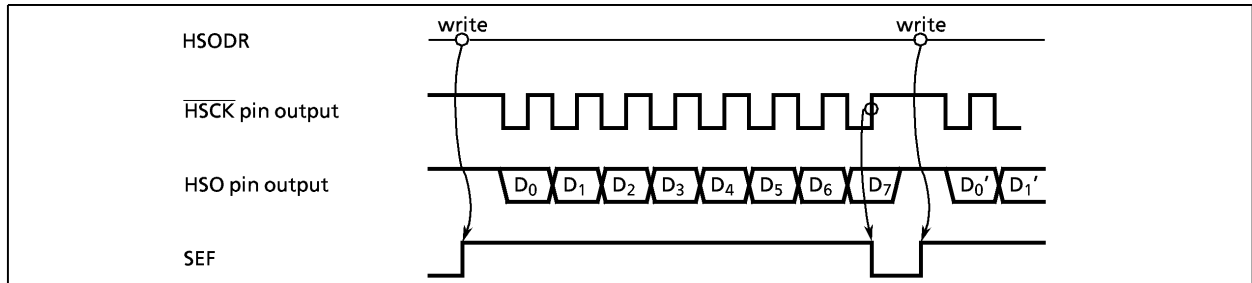 write write
HSODR
HSCK pin output
HSO pin output D₀ D₁ D₂ D₃ D₄ D₅ D₆ D₇ D₀' D₁'
SEF